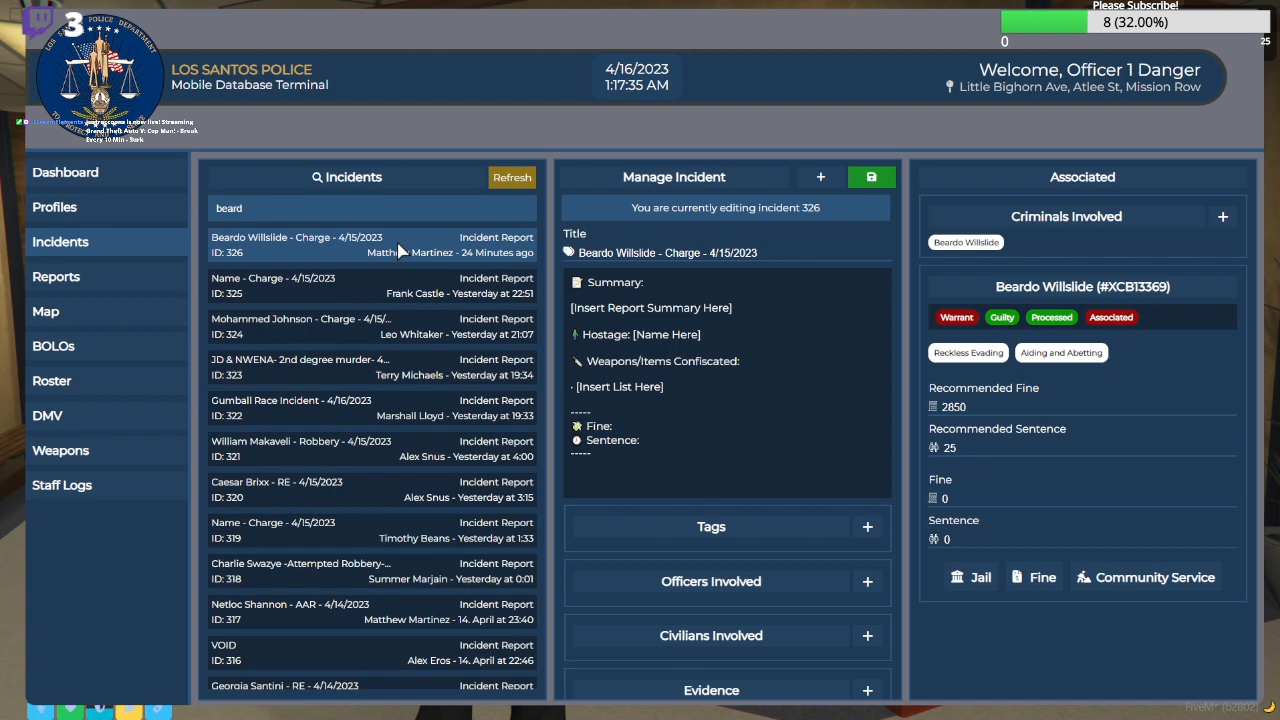 Please Subscribe!
8 (32.00%)
0
25
3
LOS SANTOS POLICE
Mobile Database Terminal
4/16/2023
1:17:35 AM
Welcome, Officer 1 Danger
Little Bighorn Ave, Atlee St, Mission Row
Grand Theft Auto V: Cop Man! - Break
Every 10 Min - !lurk
Dashboard
Profiles
Incidents
Reports
Map
BOLOs
Roster
DMV
Weapons
Staff Logs
Incidents
Refresh
beard
Beardo Willslide - Charge - 4/15/2023 Incident Report
ID: 326 Matthew Martinez - 24 Minutes ago
Name - Charge - 4/15/2023 Incident Report
ID: 325 Frank Castle - Yesterday at 22:51
Mohammed Johnson - Charge - 4/15/... Incident Report
ID: 324 Leo Whitaker - Yesterday at 21:07
JD & NWENA- 2nd degree murder- 4... Incident Report
ID: 323 Terry Michaels - Yesterday at 19:34
Gumball Race Incident - 4/16/2023 Incident Report
ID: 322 Marshall Lloyd - Yesterday at 19:33
William Makaveli - Robbery - 4/15/2023 Incident Report
ID: 321 Alex Snus - Yesterday at 4:00
Caesar Brixx - RE - 4/15/2023 Incident Report
ID: 320 Alex Snus - Yesterday at 3:15
Name - Charge - 4/15/2023 Incident Report
ID: 319 Timothy Beans - Yesterday at 1:33
Charlie Swazye -Attempted Robbery-... Incident Report
ID: 318 Summer Marjain - Yesterday at 0:01
Netloc Shannon - AAR - 4/14/2023 Incident Report
ID: 317 Matthew Martinez - 14. April at 23:40
VOID Incident Report
ID: 316 Alex Eros - 14. April at 22:46
Georgia Santini - RE - 4/14/2023 Incident Report
Manage Incident
+
You are currently editing incident 326
Title
Beardo Willslide - Charge - 4/15/2023
Summary:
[Insert Report Summary Here]
Hostage: [Name Here]
Weapons/Items Confiscated:
· [Insert List Here]
-----
Fine:
Sentence:
-----
Tags +
Officers Involved +
Civilians Involved +
Evidence +
Associated
Criminals Involved +
Beardo Willslide
Beardo Willslide (#XCB13369)
Warrant Guilty Processed Associated
Reckless Evading Aiding and Abetting
Recommended Fine
2850
Recommended Sentence
25
Fine
0
Sentence
0
Jail Fine Community Service
FiveM* (b2802)